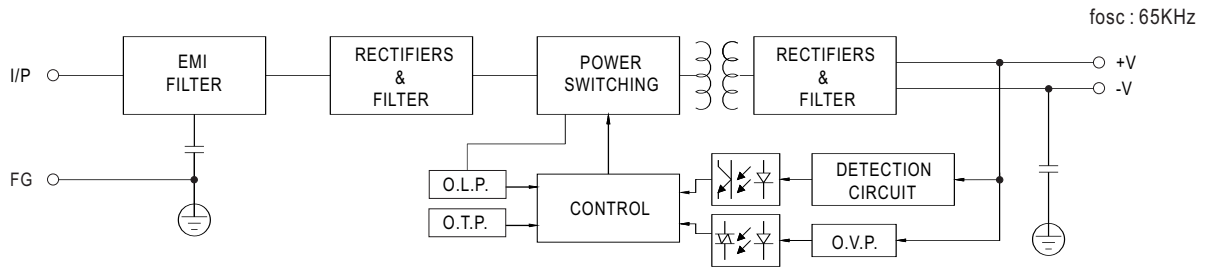 fosc : 65KHz
I/P
EMI
FILTER
RECTIFIERS
&
FILTER
POWER
SWITCHING
RECTIFIERS
&
FILTER
+V
-V
FG
O.L.P.
O.T.P.
CONTROL
DETECTION
CIRCUIT
O.V.P.